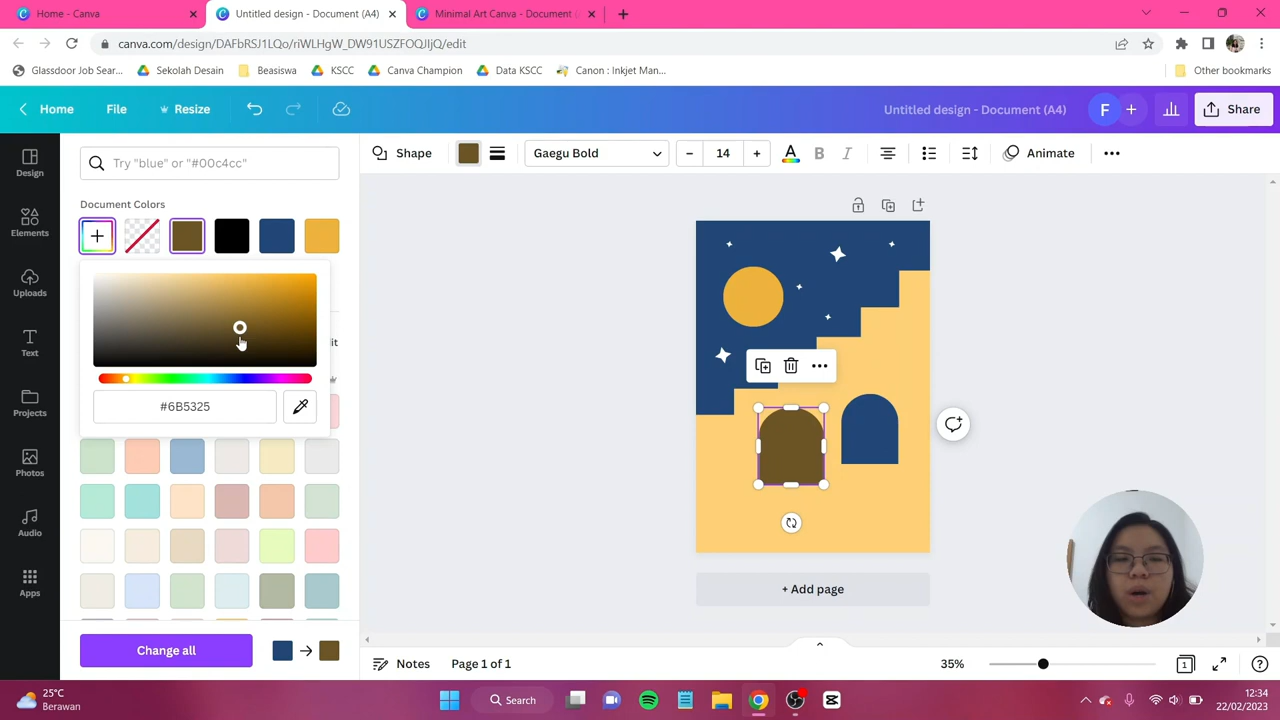 Home - Canva
Untitled design - Document (A4)
Minimal Art Canva - Document (
canva.com/design/DAFbRSJ1LQo/riWLHgW_DW91USZFOQJIjQ/edit
Glassdoor Job Sear...
Sekolah Desain
Beasiswa
KSCC
Canva Champion
Data KSCC
Canon : Inkjet Man...
Other bookmarks
Home
File
Resize
Untitled design - Document (A4)
F
Share
Design
Elements
Uploads
Text
Projects
Photos
Audio
Apps
Try "blue" or "#00c4cc"
Document Colors
#6B5325
it
Change all
Shape
Gaegu Bold
14
A
B
I
Animate
+ Add page
Notes
Page 1 of 1
35%
1
25°C
Berawan
Search
12:34
22/02/2023